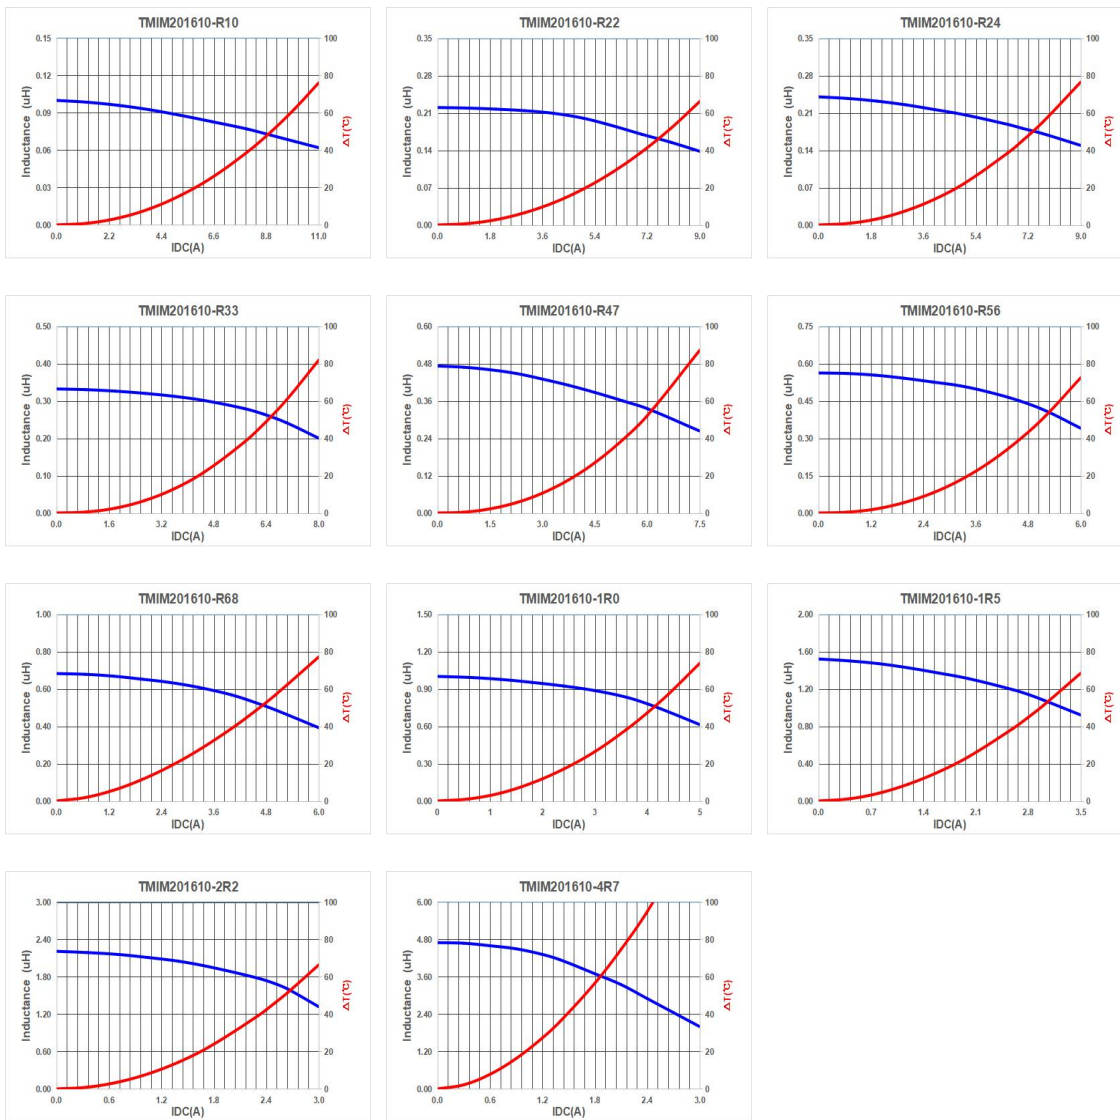 TMIM201610-R10
0.15
0.12
0.09
0.06
0.03
0.00
100
80
60
40
20
0
0.0 2.2 4.4 6.6 8.8 11.0
Inductance (uH)
ΔT(℃)
IDC(A)
TMIM201610-R22
0.35
0.28
0.21
0.14
0.07
0.00
100
80
60
40
20
0
0.0 1.8 3.6 5.4 7.2 9.0
Inductance (uH)
ΔT(℃)
IDC(A)
TMIM201610-R24
0.35
0.28
0.21
0.14
0.07
0.00
100
80
60
40
20
0
0.0 1.8 3.6 5.4 7.2 9.0
Inductance (uH)
ΔT(℃)
IDC(A)
TMIM201610-R33
0.50
0.40
0.30
0.20
0.10
0.00
100
80
60
40
20
0
0.0 1.6 3.2 4.8 6.4 8.0
Inductance (uH)
ΔT(℃)
IDC(A)
TMIM201610-R47
0.60
0.48
0.36
0.24
0.12
0.00
100
80
60
40
20
0
0.0 1.5 3.0 4.5 6.0 7.5
Inductance (uH)
ΔT(℃)
IDC(A)
TMIM201610-R56
0.75
0.60
0.45
0.30
0.15
0.00
100
80
60
40
20
0
0.0 1.2 2.4 3.6 4.8 6.0
Inductance (uH)
ΔT(℃)
IDC(A)
TMIM201610-R68
1.00
0.80
0.60
0.40
0.20
0.00
100
80
60
40
20
0
0.0 1.2 2.4 3.6 4.8 6.0
Inductance (uH)
ΔT(℃)
IDC(A)
TMIM201610-1R0
1.50
1.20
0.90
0.60
0.30
0.00
100
80
60
40
20
0
0 1 2 3 4 5
Inductance (uH)
ΔT(℃)
IDC(A)
TMIM201610-1R5
2.00
1.60
1.20
0.80
0.40
0.00
100
80
60
40
20
0
0.0 0.7 1.4 2.1 2.8 3.5
Inductance (uH)
ΔT(℃)
IDC(A)
TMIM201610-2R2
3.00
2.40
1.80
1.20
0.60
0.00
100
80
60
40
20
0
0.0 0.6 1.2 1.8 2.4 3.0
Inductance (uH)
ΔT(℃)
IDC(A)
TMIM201610-4R7
6.00
4.80
3.60
2.40
1.20
0.00
100
80
60
40
20
0
0.0 0.6 1.2 1.8 2.4 3.0
Inductance (uH)
ΔT(℃)
IDC(A)